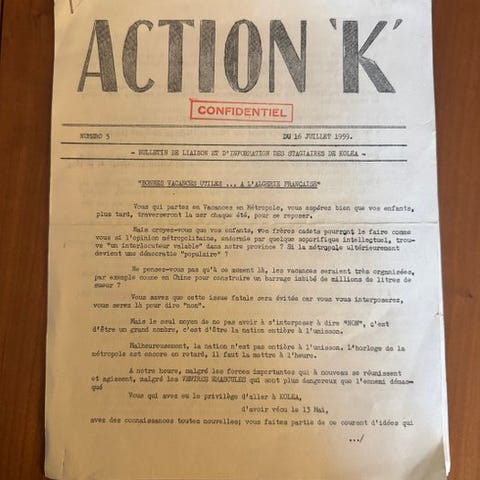 ACTION 'K'
CONFIDENTIEL
NUMERO 5 DU 16 JUILLET 1959.
- BULLETIN DE LIAISON ET D'INFORMATION DES STAGIAIRES DE KOLEA -
"BONNES VACANCES UTILES... A L'ALGERIE FRANCAISE"
Vous qui partez en Vacances en Métropole, vous espérez bien que vos enfants,
plus tard, traverseront la mer chaque été, pour se reposer.
Mais croyez-vous que vos enfants, vos frères cadets pourront le faire comme
vous si l'opinion métropolitaine, endormie par quelque soporifique intellectuel, trou-
ve "un interlocuteur valable" dans notre province ? Si la métropole ultérieurement
devient une démocratie "populaire" ?
Ne pensez-vous pas qu'à ce moment là, les vacances seraient très organisées,
par exemple comme en Chine pour construire un barrage imbibé de millions de litres de
sueur ?
Vous savez que cette issue fatale sera évitée car vous vous interposerez,
vous serez là pour dire "non".
Mais le seul moyen de ne pas avoir à s'interposer à dire "NON", c'est
d'être un grand nombre, c'est d'être la nation entière à l'unisson.
Malheureusement, la nation n'est pas entière à l'unisson. L'horloge de la
métropole est encore en retard, il faut la mettre à l'heure.
A notre heure, malgré les forces importantes qui à nouveau se réunissent
et agissent, malgré les VENTRES EMASCULES qui sont plus dangereux que l'ennemi démas-
qué
Vous qui avez eu le privilège d'aller à KOLEA,
d'avoir vécu le 13 Mai,
avec des connaissances toutes nouvelles; vous faites partie de ce courant d'idées qui
.../